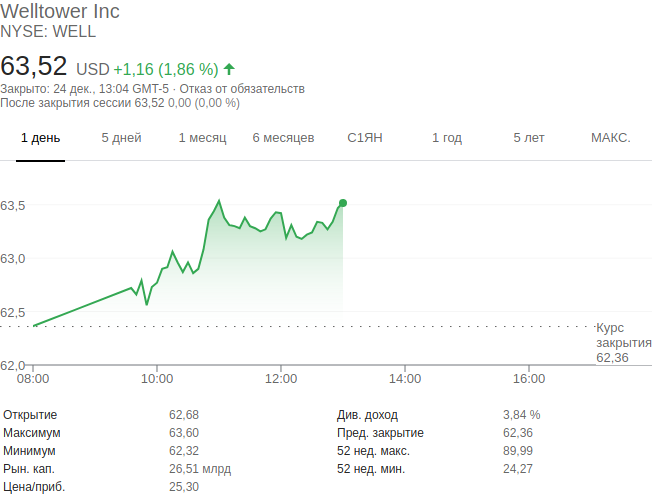 Welltower Inc
NYSE: WELL
63,52 USD +1,16 (1,86 %)
Закрыто: 24 дек., 13:04 GMT-5 · Отказ от обязательств
После закрытия сессии 63,52 0,00 (0,00 %)
1 день 5 дней 1 месяц 6 месяцев С1ЯН 1 год 5 лет МАКС.
63,5
63,0
62,5
Курс
закрытия
62,36
62,0
08:00 10:00 12:00 14:00 16:00
Открытие 62,68 Див. доход 3,84 %
Максимум 63,60 Пред. закрытие 62,36
Минимум 62,32 52 нед. макс. 89,99
Рын. кап. 26,51 млрд 52 нед. мин. 24,27
Цена/приб. 25,30